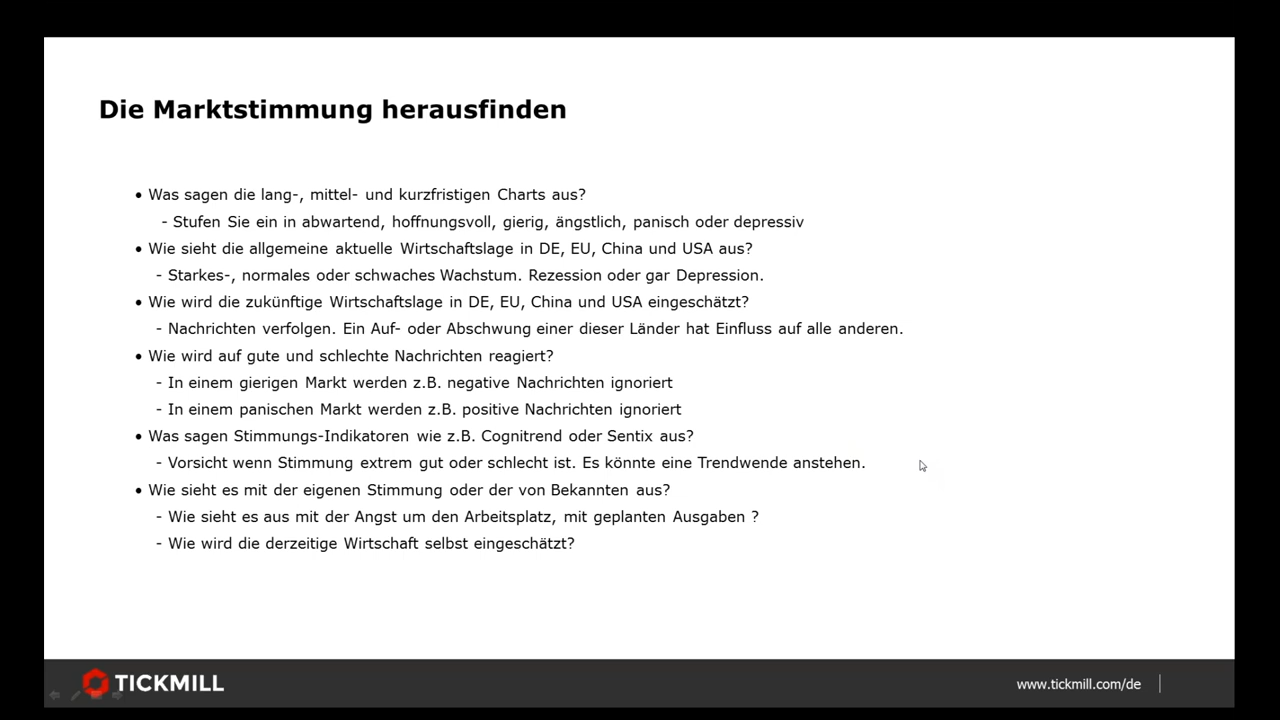 Die Marktstimmung herausfinden
• Was sagen die lang-, mittel- und kurzfristigen Charts aus?
- Stufen Sie ein in abwartend, hoffnungsvoll, gierig, ängstlich, panisch oder depressiv
• Wie sieht die allgemeine aktuelle Wirtschaftslage in DE, EU, China und USA aus?
- Starkes-, normales oder schwaches Wachstum. Rezession oder gar Depression.
• Wie wird die zukünftige Wirtschaftslage in DE, EU, China und USA eingeschätzt?
- Nachrichten verfolgen. Ein Auf- oder Abschwung einer dieser Länder hat Einfluss auf alle anderen.
• Wie wird auf gute und schlechte Nachrichten reagiert?
- In einem gierigen Markt werden z.B. negative Nachrichten ignoriert
- In einem panischen Markt werden z.B. positive Nachrichten ignoriert
• Was sagen Stimmungs-Indikatoren wie z.B. Cognitrend oder Sentix aus?
- Vorsicht wenn Stimmung extrem gut oder schlecht ist. Es könnte eine Trendwende anstehen.
• Wie sieht es mit der eigenen Stimmung oder der von Bekannten aus?
- Wie sieht es aus mit der Angst um den Arbeitsplatz, mit geplanten Ausgaben ?
- Wie wird die derzeitige Wirtschaft selbst eingeschätzt?
TICKMILL
www.tickmill.com/de